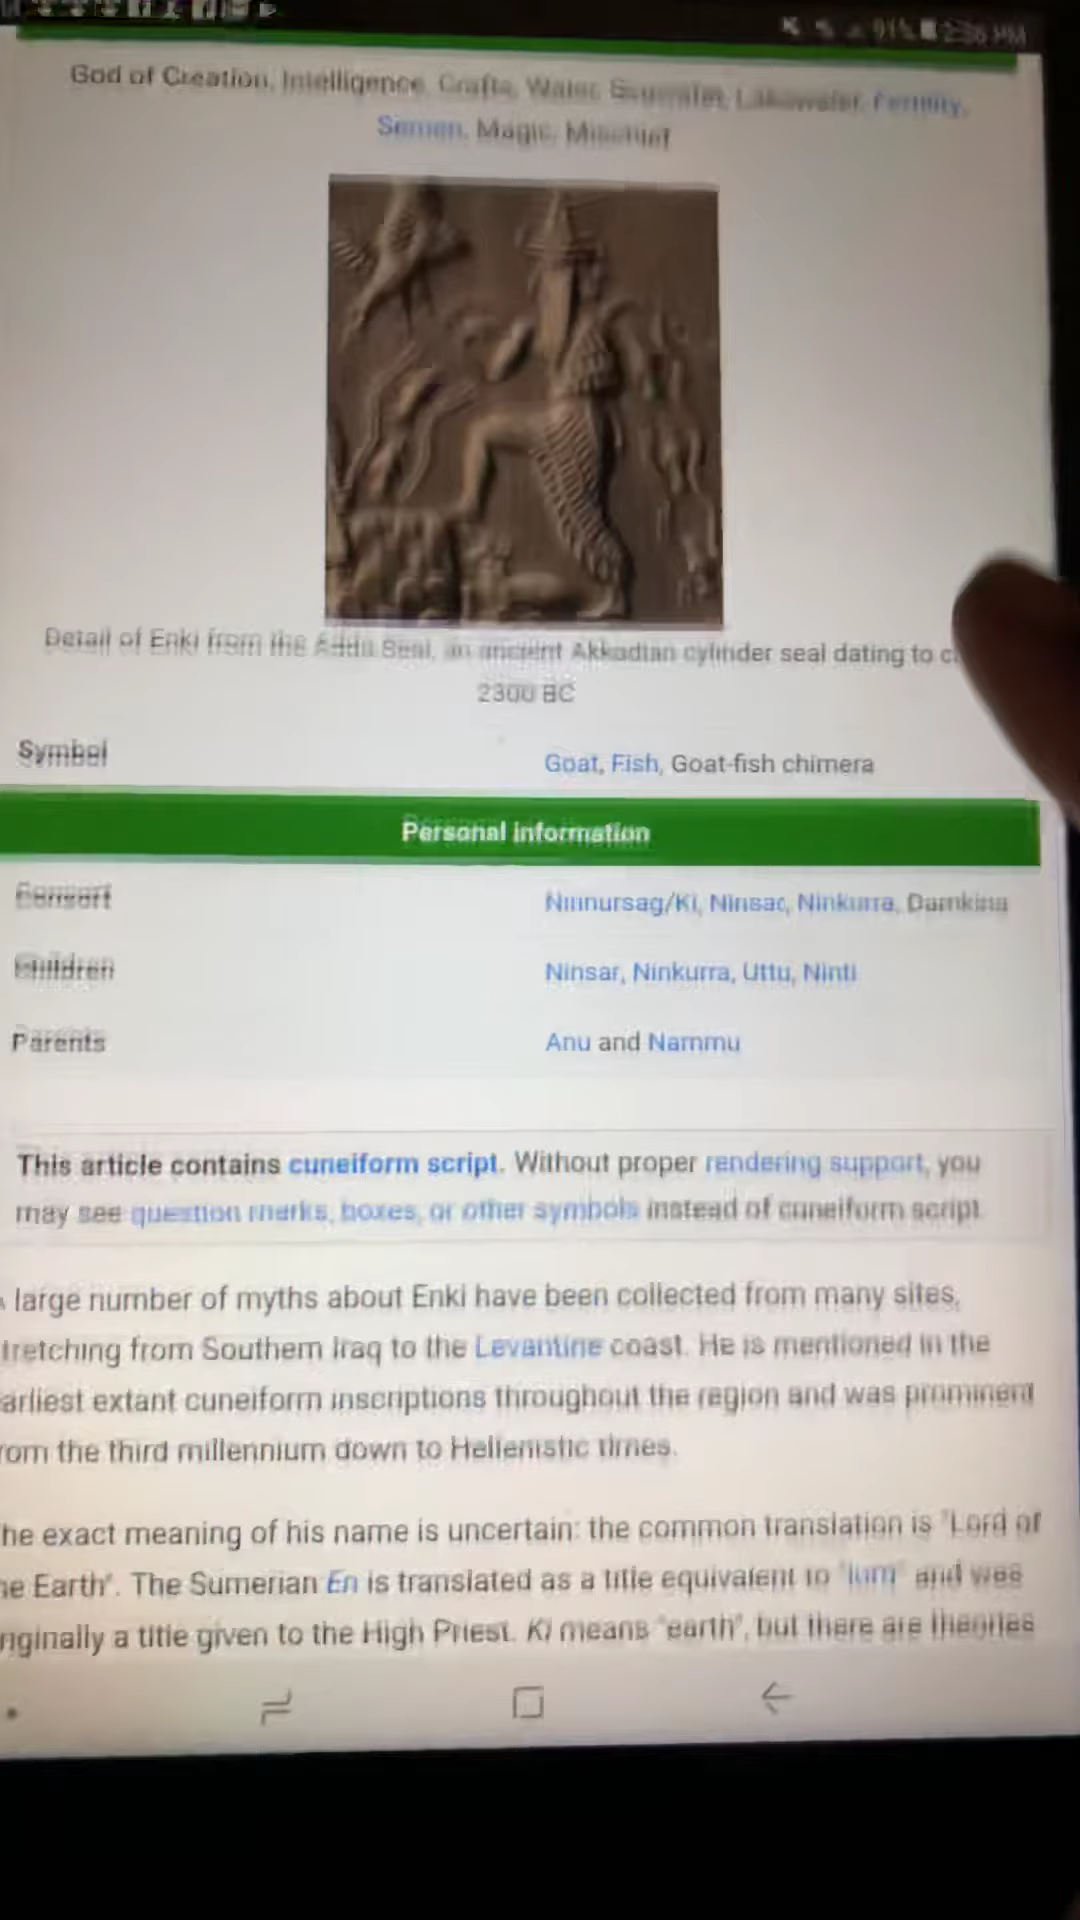 God of Creation, Intelligence, Crafts, Water, Seawater, Lakewater, Fertility,
Semen, Magic, Mischief
Detail of Enki from the Adda Seal, an ancient Akkadian cylinder seal dating to c.
2300 BC
Symbol Goat, Fish, Goat-fish chimera
Personal information
Consort Ninhursag/Ki, Ninsar, Ninkurra, Damkina
Children Ninsar, Ninkurra, Uttu, Ninti
Parents Anu and Nammu
This article contains cuneiform script. Without proper rendering support, you
may see question marks, boxes, or other symbols instead of cuneiform script.
large number of myths about Enki have been collected from many sites,
tretching from Southern Iraq to the Levantine coast. He is mentioned in the
arliest extant cuneiform inscriptions throughout the region and was prominent
rom the third millennium down to Hellenistic times.
he exact meaning of his name is uncertain: the common translation is "Lord of
he Earth". The Sumerian En is translated as a title equivalent to "lord" and was
riginally a title given to the High Priest. Ki means "earth", but there are theories